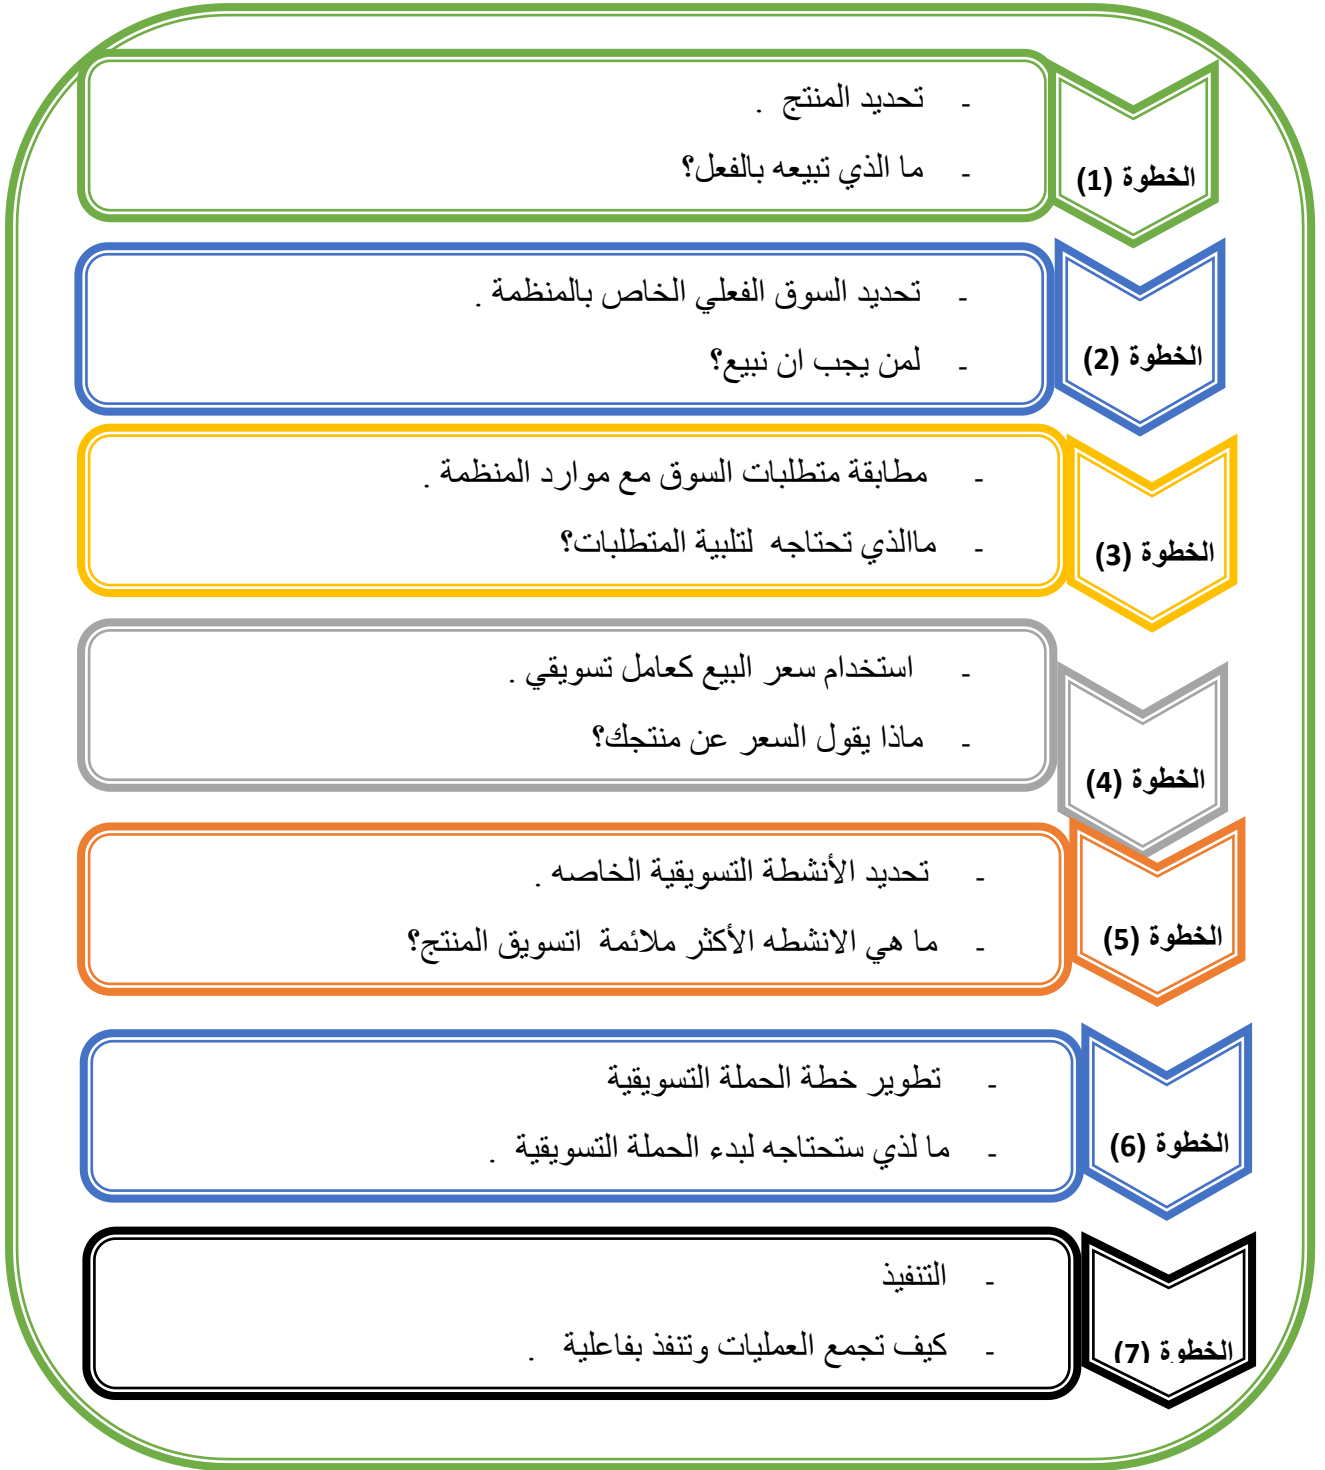 الخطوة (1)
- تحديد المنتج .
- ما الذي تبيعه بالفعل؟
الخطوة (2)
- تحديد السوق الفعلي الخاص بالمنظمة .
- لمن يجب ان نبيع؟
الخطوة (3)
- مطابقة متطلبات السوق مع موارد المنظمة .
- ماالذي تحتاجه لتلبية المتطلبات؟
الخطوة (4)
- استخدام سعر البيع كعامل تسويقي .
- ماذا يقول السعر عن منتجك؟
الخطوة (5)
- تحديد الأنشطة التسويقية الخاصه .
- ما هي الانشطه الأكثر ملائمة اتسويق المنتج؟
الخطوة (6)
- تطوير خطة الحملة التسويقية
- ما لذي ستحتاجه لبدء الحملة التسويقية .
الخطوة (7)
- التنفيذ
- كيف تجمع العمليات وتنفذ بفاعلية .